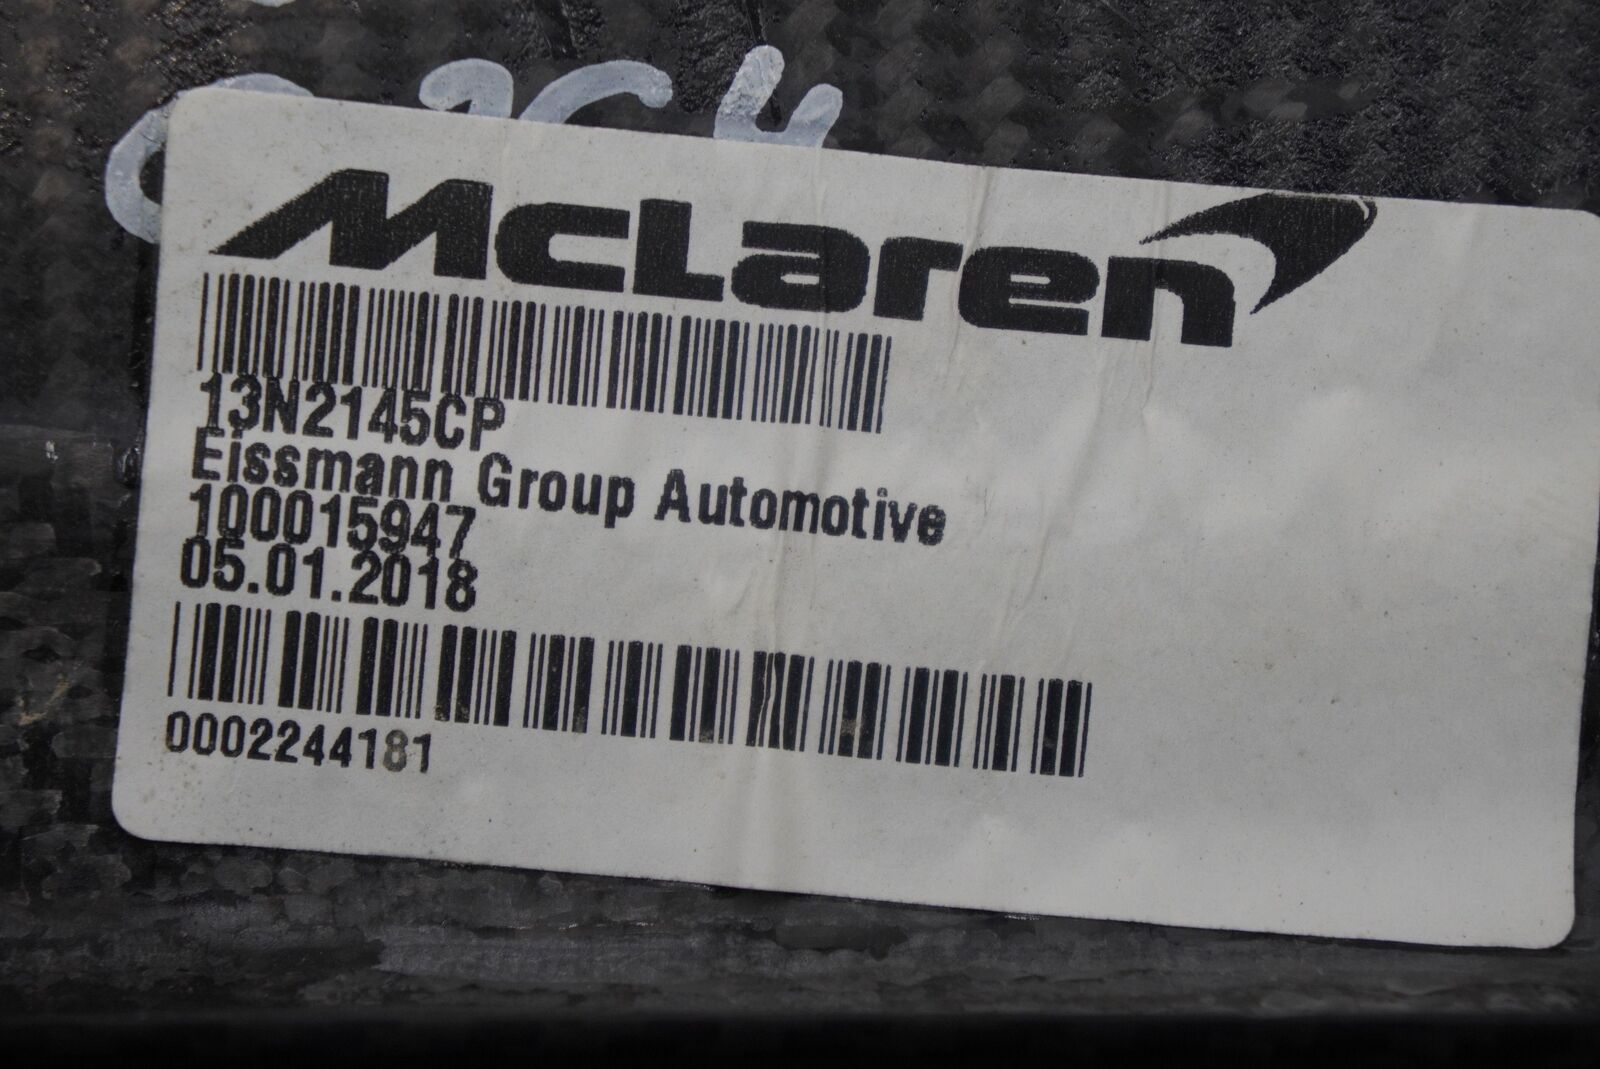 McLaren
13N2145CP
Eissmann Group Automotive
100015947
05.01.2018
0002244181